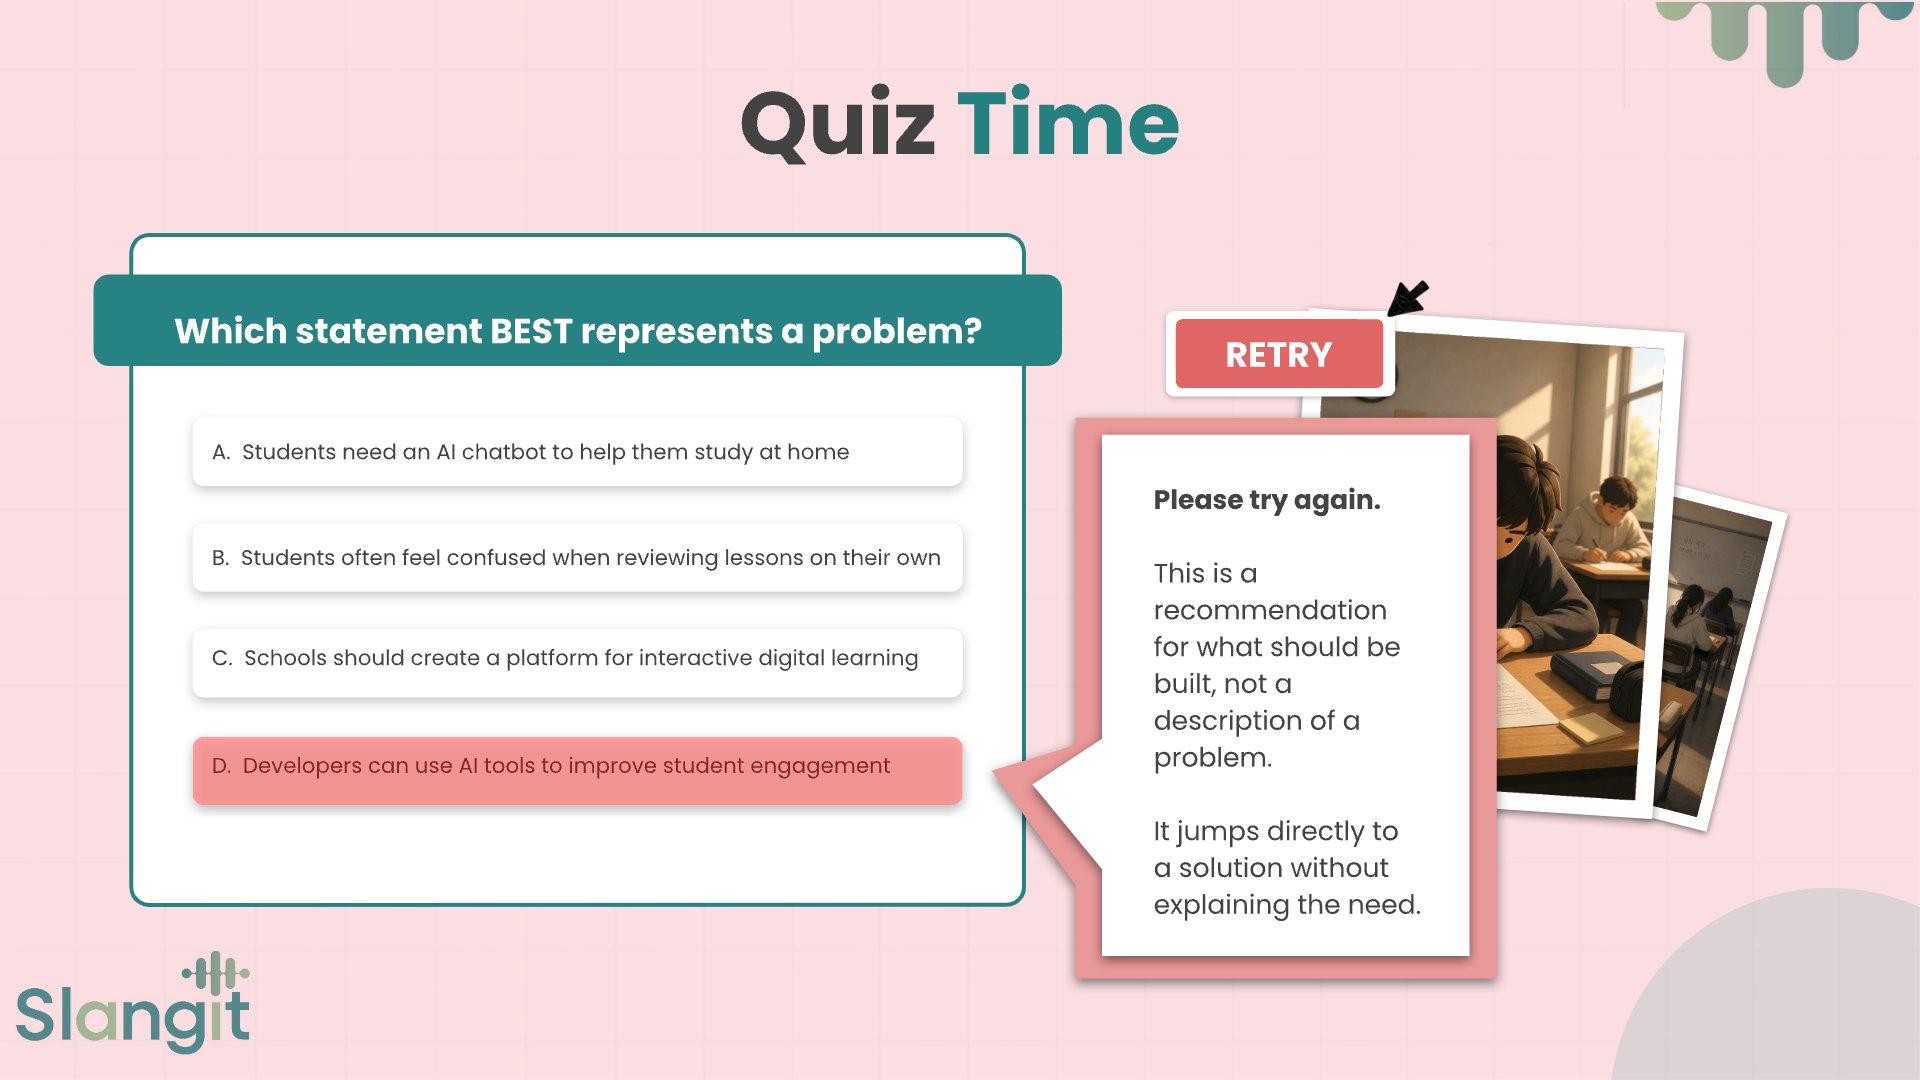 Quiz Time
Which statement BEST represents a problem?
A. Students need an AI chatbot to help them study at home
B. Students often feel confused when reviewing lessons on their own
C. Schools should create a platform for interactive digital learning
D. Developers can use AI tools to improve student engagement
RETRY
Please try again.
This is a
recommendation
for what should be
built, not a
description of a
problem.
It jumps directly to
a solution without
explaining the need.
Slangit